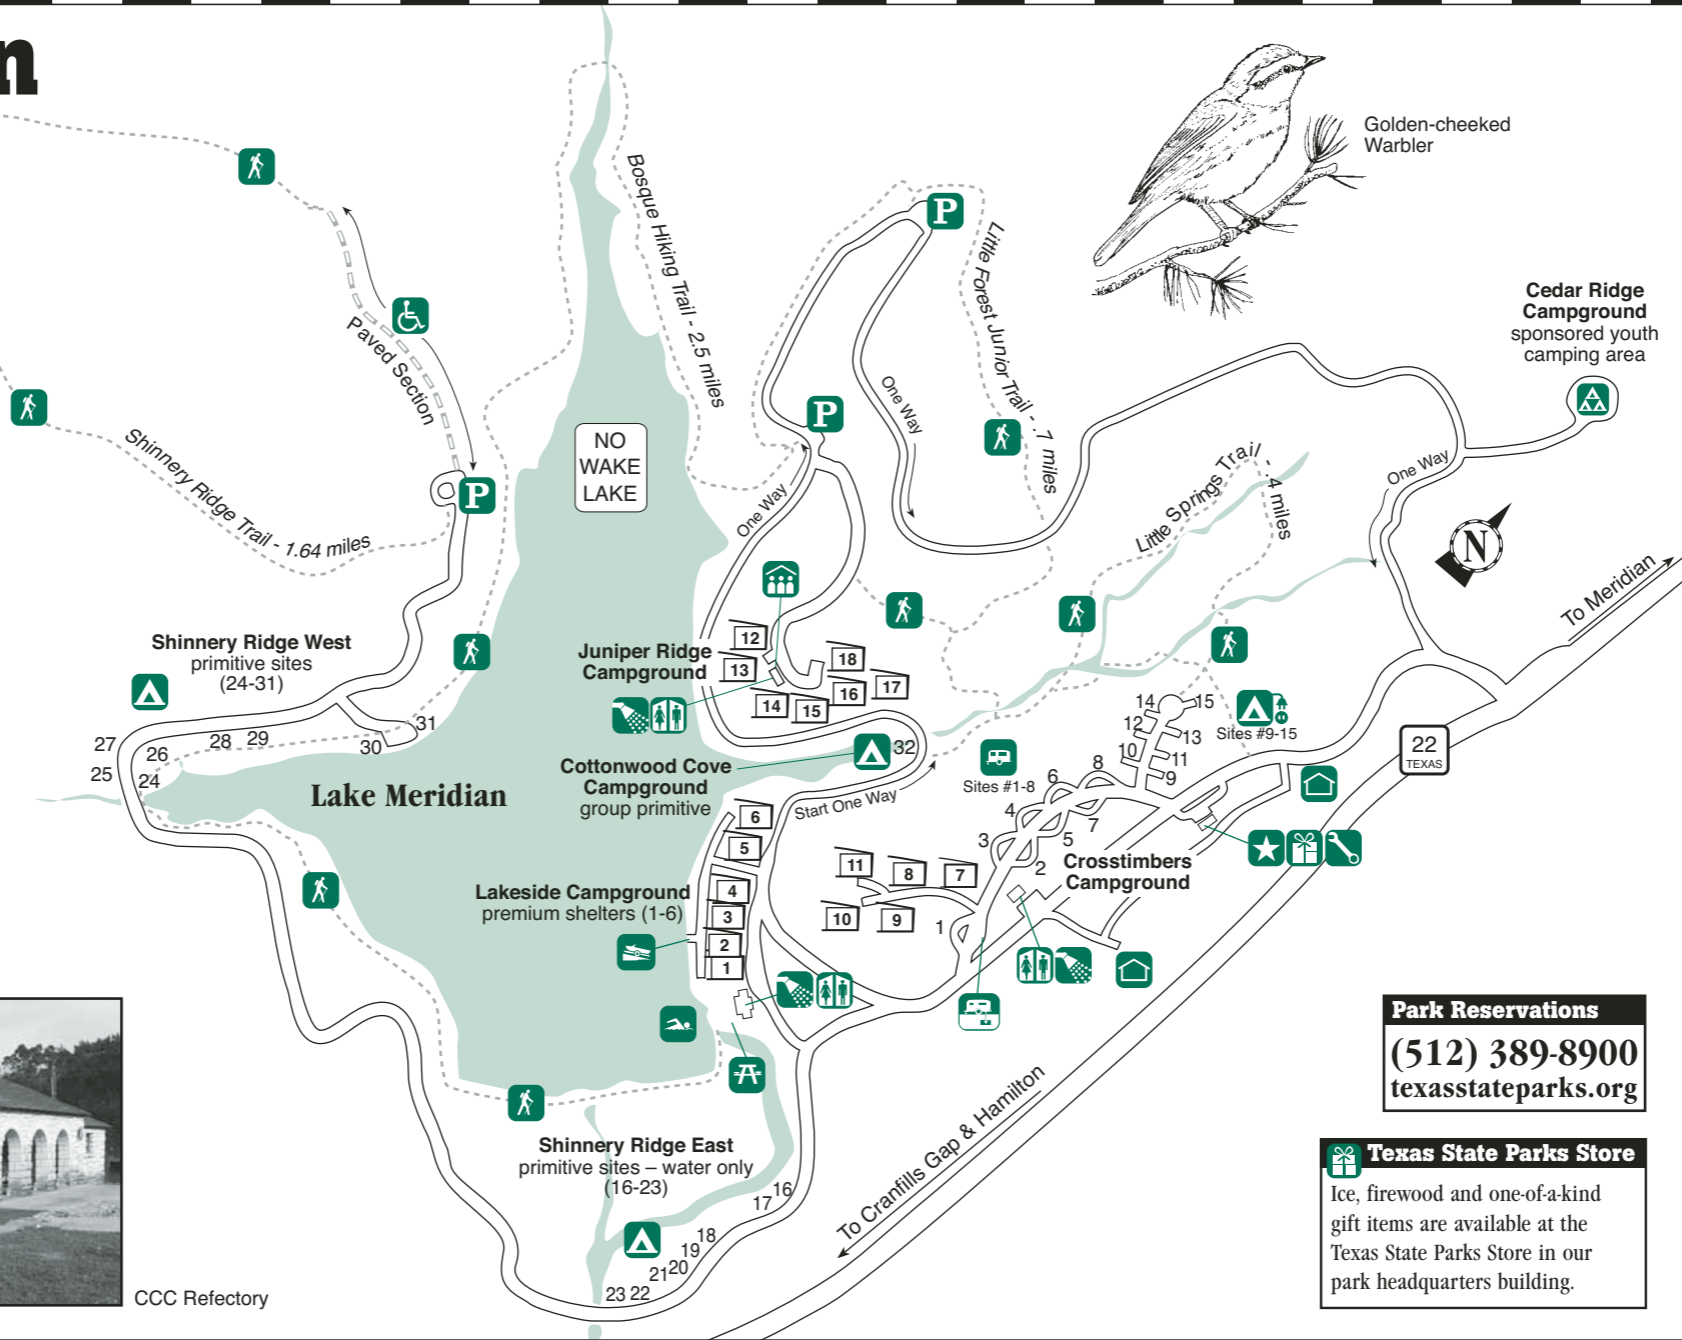 n
Golden-cheeked
Warbler
Bosque Hiking Trail - 2.5 miles
P
Little Forest Junior Trail - .7 miles
Cedar Ridge
Campground
sponsored youth
camping area
Paved Section
One Way
P
NO
WAKE
LAKE
Shinnery Ridge Trail - 1.64 miles
P
One Way
Little Springs Trail - .4 miles
One Way
N
To Meridian
Shinnery Ridge West
primitive sites
(24-31)
Juniper Ridge
Campground
12
13
14
15
16
17
18
27
26
28
29
30
31
25
24
Lake Meridian
Cottonwood Cove
Campground
group primitive
32
Start One Way
Sites #1-8
14
15
12
13
10
11
9
Sites #9-15
22
TEXAS
8
6
4
7
3
5
2
1
Crosstimbers
Campground
6
5
4
3
2
1
Lakeside Campground
premium shelters (1-6)
11
8
7
10
9
Shinnery Ridge East
primitive sites – water only
(16-23)
17
16
18
19
20
21
23
22
To Cranfills Gap & Hamilton
Park Reservations
(512) 389-8900
texasstateparks.org
Texas State Parks Store
Ice, firewood and one-of-a-kind
gift items are available at the
Texas State Parks Store in our
park headquarters building.
CCC Refectory